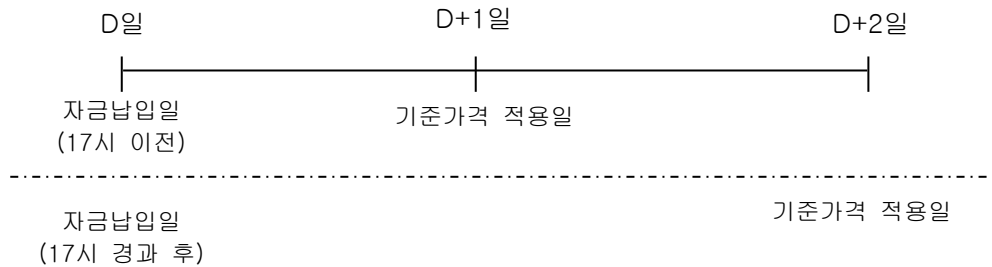 D일
D+1일
D+2일
자금납입일
(17시 이전)
기준가격 적용일
자금납입일
(17시 경과 후)
기준가격 적용일